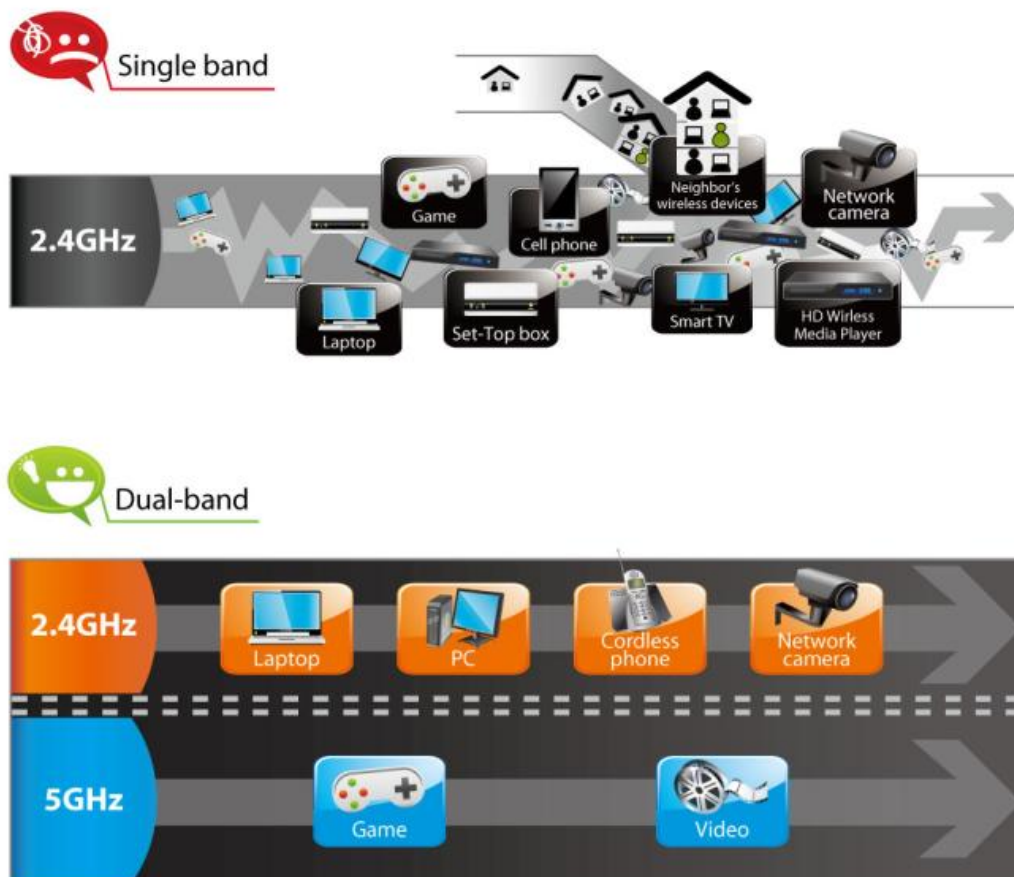 Single band
2.4GHz
Game
Cell phone
Neighbor's
wireless devices
Network
camera
Laptop
Set-Top box
Smart TV
HD Wirless
Media Player
Dual-band
2.4GHz
Laptop
PC
Cordless
phone
Network
camera
5GHz
Game
Video